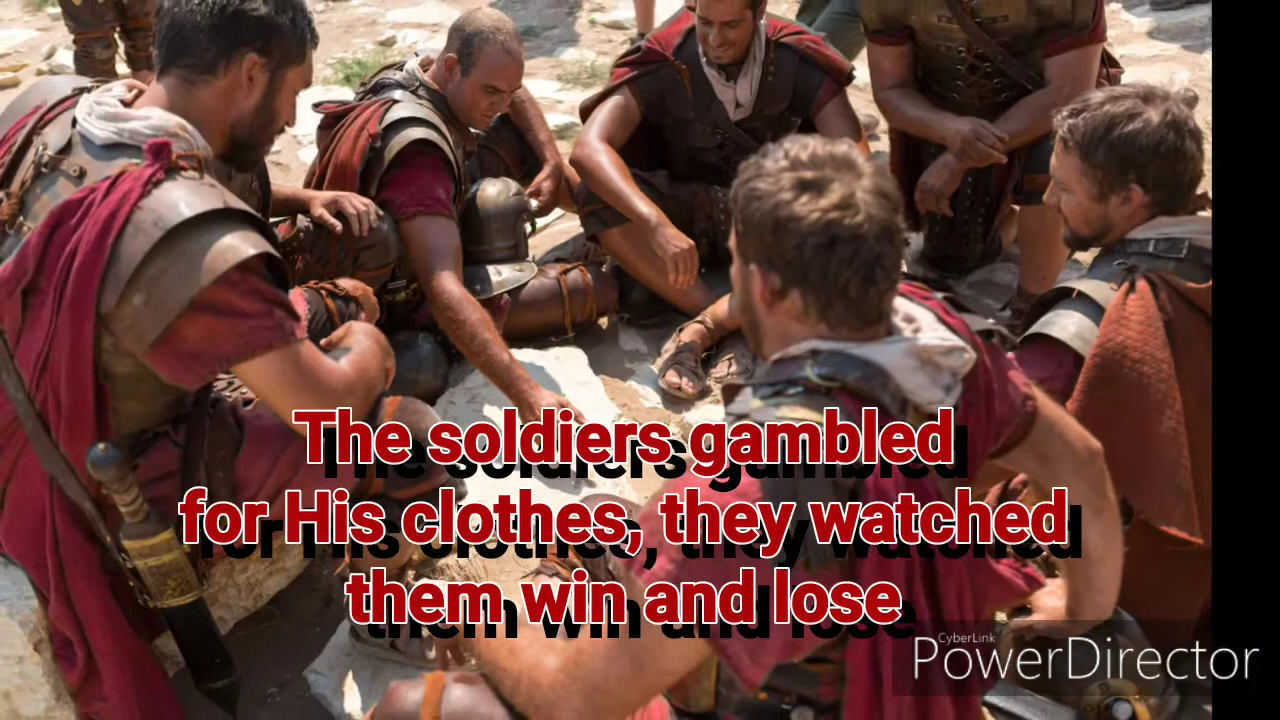 The soldiers gambled
for His clothes, they watched
them win and lose
CyberLink
PowerDirector